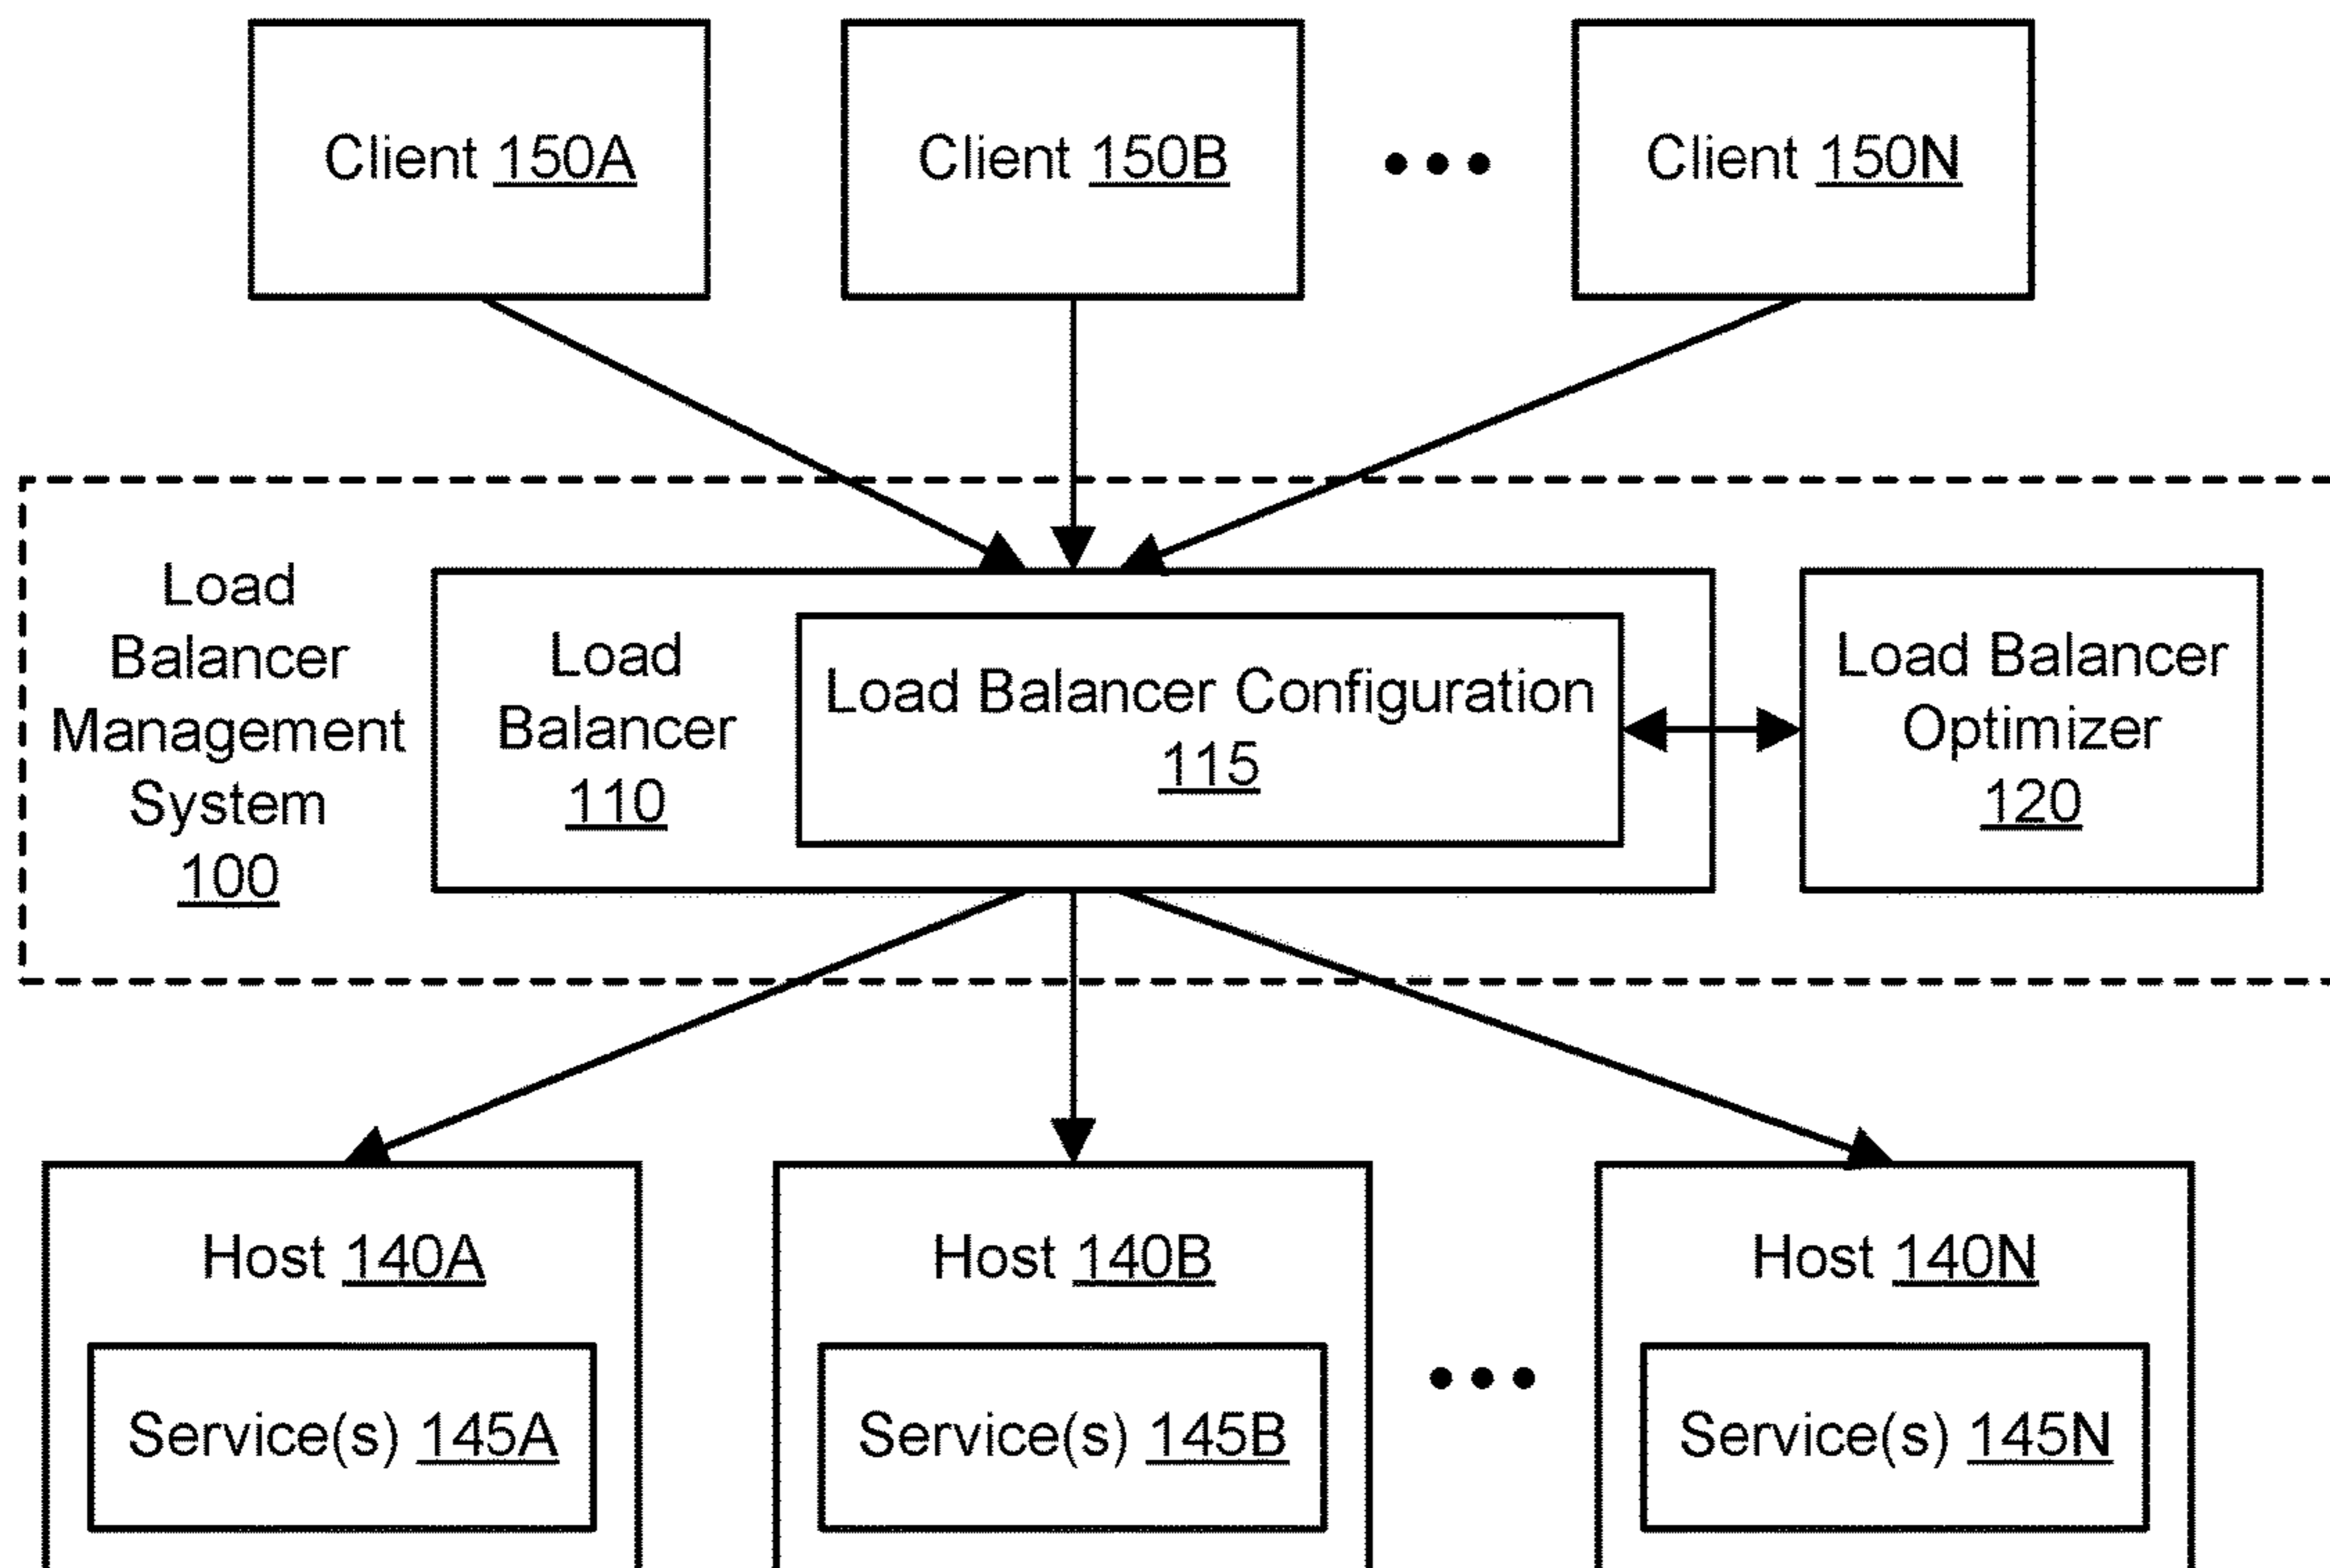 Client 150A
Client 150B
Client 150N
Load
Balancer
Management
System
100
Load
Balancer
110
Load Balancer Configuration
115
Load Balancer
Optimizer
120
Host 140A
Service(s) 145A
Host 140B
Service(s) 145B
Host 140N
Service(s) 145N